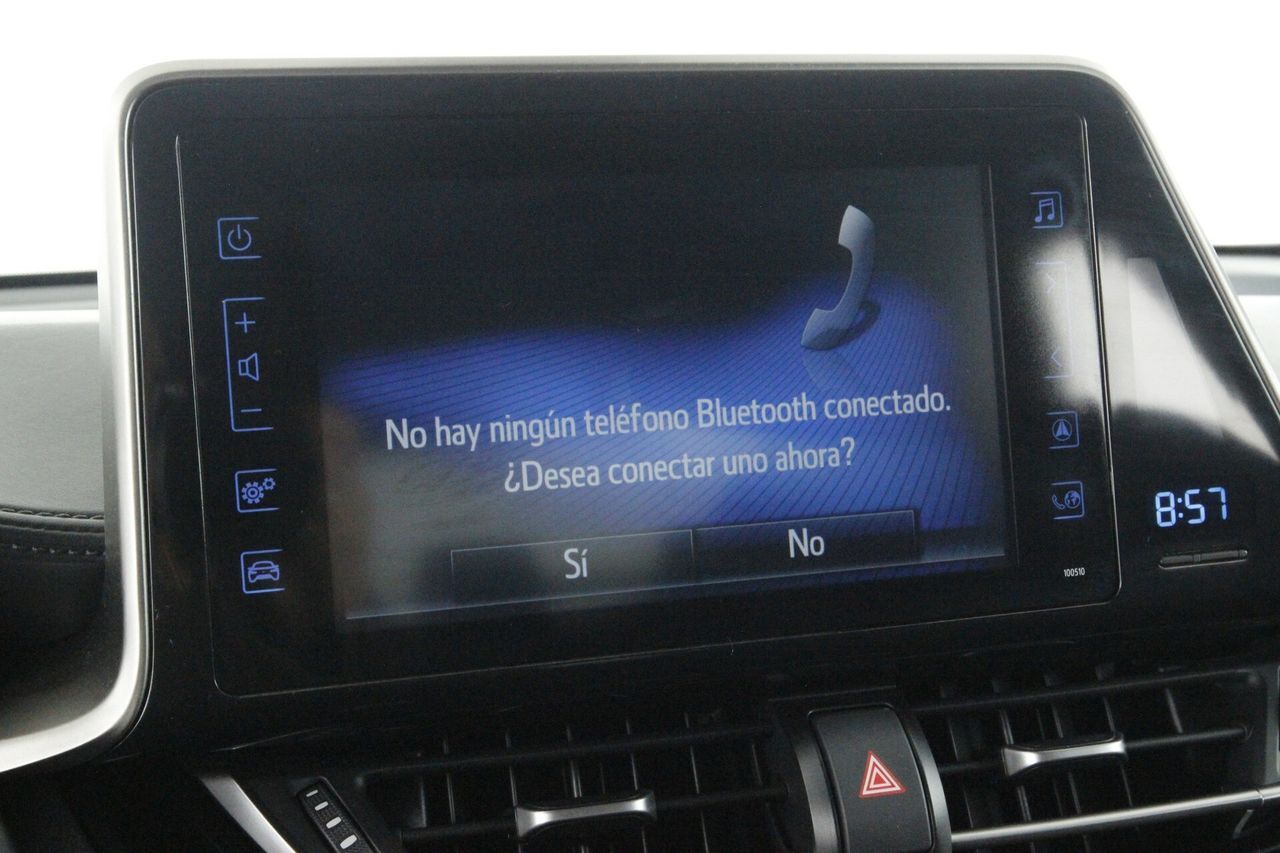 No hay ningún teléfono Bluetooth conectado.
¿Desea conectar uno ahora?
Sí
No
8:57
100510